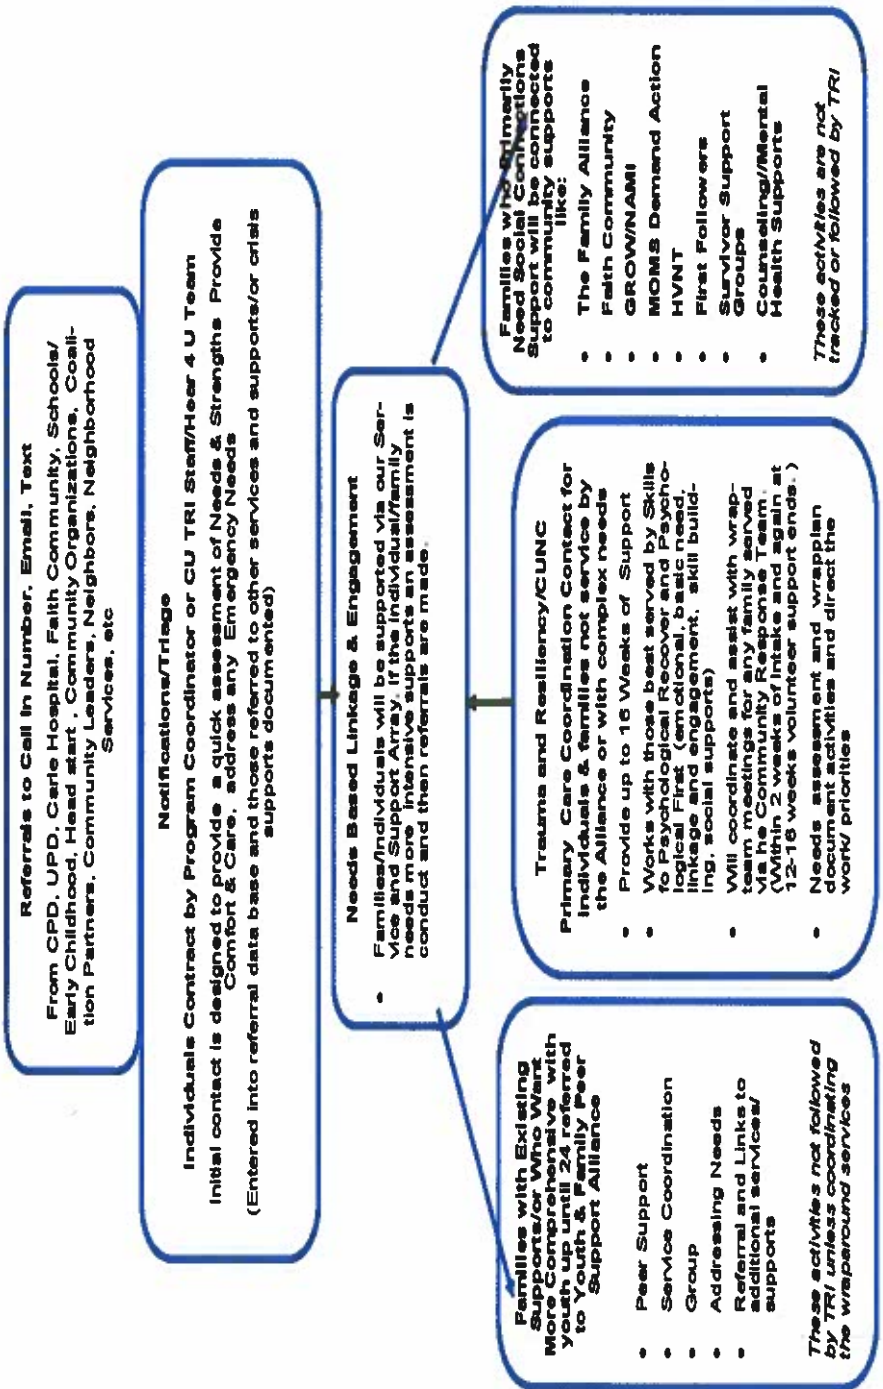 Referrals to Call in Number, Email, Text
From CPD, UPD, Carle Hospital, Faith Community, Schools/
Early Childhood, Head start , Community Organizations, Coali-
tion Partners, Community Leaders, Neighbors, Neighborhood
Services, etc
Notifications/Triage
Individuals Contract by Program Coordinator or CU TRI Staff/Hear 4 U Team
Initial contact is designed to provide a quick assessment of Needs & Strengths Provide
Comfort & Care, address any Emergency Needs
(Entered into referral data base and those referred to other services and supports/or crisis
supports documented)
Needs Based Linkage & Engagement
• Families/Individuals will be supported via our Ser-
vice and Support Array. If the individual/family
needs more intensive supports an assessment is
conduct and then referrals are made.
Families with Existing
Supports/or Who Want
More Comprehensive with
youth up until 24 referred
to Youth & Family Peer
Support Alliance
• Peer Support
• Service Coordination
• Group
• Addressing Needs
• Referral and Links to
additional services/
supports
These activities not followed
by TRI unless coordinating
the wraparound services
Trauma and Resiliency/CUNC
Primary Care Coordination Contact for
individuals & families not service by
the Alliance or with complex needs
• Provide up to 16 Weeks of Support
• Works with those best served by Skills
fo Psychological Recover and Psycho-
logical First (emotional, basic need,
linkage and engagement, skill build-
ing, social supports)
• Will coordinate and assist with wrap-
team meetings for any family served
via he Community Response Team.
(Within 2 weeks of Intake and again at
12-16 weeks volunteer support ends.)
• Needs assessment and wrapplan
document activities and direct the
work/ priorities
Families who Primarily
Need Social Connections
Support will be connected
to community supports
like:
• The Family Alliance
• Faith Community
• GROW/NAMI
• MOMS Demand Action
• HVNT
• First Followers
• Survivor Support
Groups
• Counseling//Mental
Health Supports
These activities are not
tracked or followed by TRI